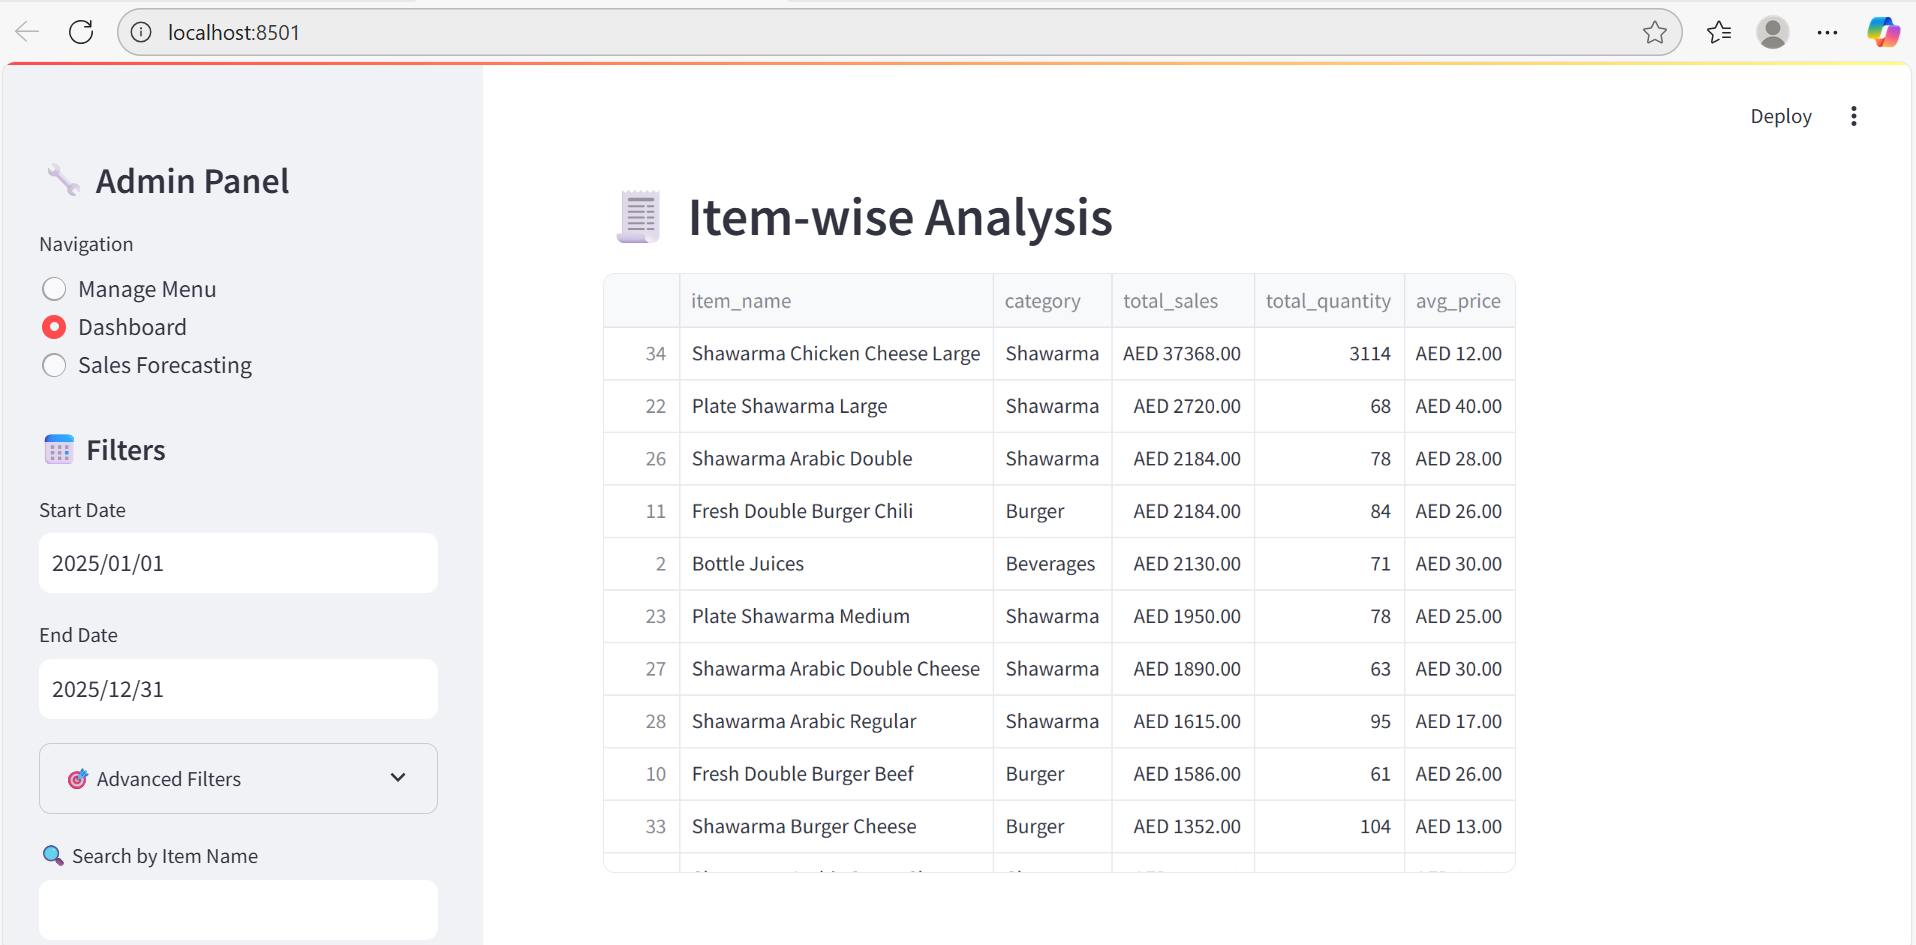 localhost:8501
Deploy
Admin Panel
Navigation
Manage Menu
Dashboard
Sales Forecasting
Filters
Start Date
2025/01/01
End Date
2025/12/31
Advanced Filters
Search by Item Name
Item-wise Analysis
item_name category total_sales total_quantity avg_price
34 Shawarma Chicken Cheese Large Shawarma AED 37368.00 3114 AED 12.00
22 Plate Shawarma Large Shawarma AED 2720.00 68 AED 40.00
26 Shawarma Arabic Double Shawarma AED 2184.00 78 AED 28.00
11 Fresh Double Burger Chili Burger AED 2184.00 84 AED 26.00
2 Bottle Juices Beverages AED 2130.00 71 AED 30.00
23 Plate Shawarma Medium Shawarma AED 1950.00 78 AED 25.00
27 Shawarma Arabic Double Cheese Shawarma AED 1890.00 63 AED 30.00
28 Shawarma Arabic Regular Shawarma AED 1615.00 95 AED 17.00
10 Fresh Double Burger Beef Burger AED 1586.00 61 AED 26.00
33 Shawarma Burger Cheese Burger AED 1352.00 104 AED 13.00